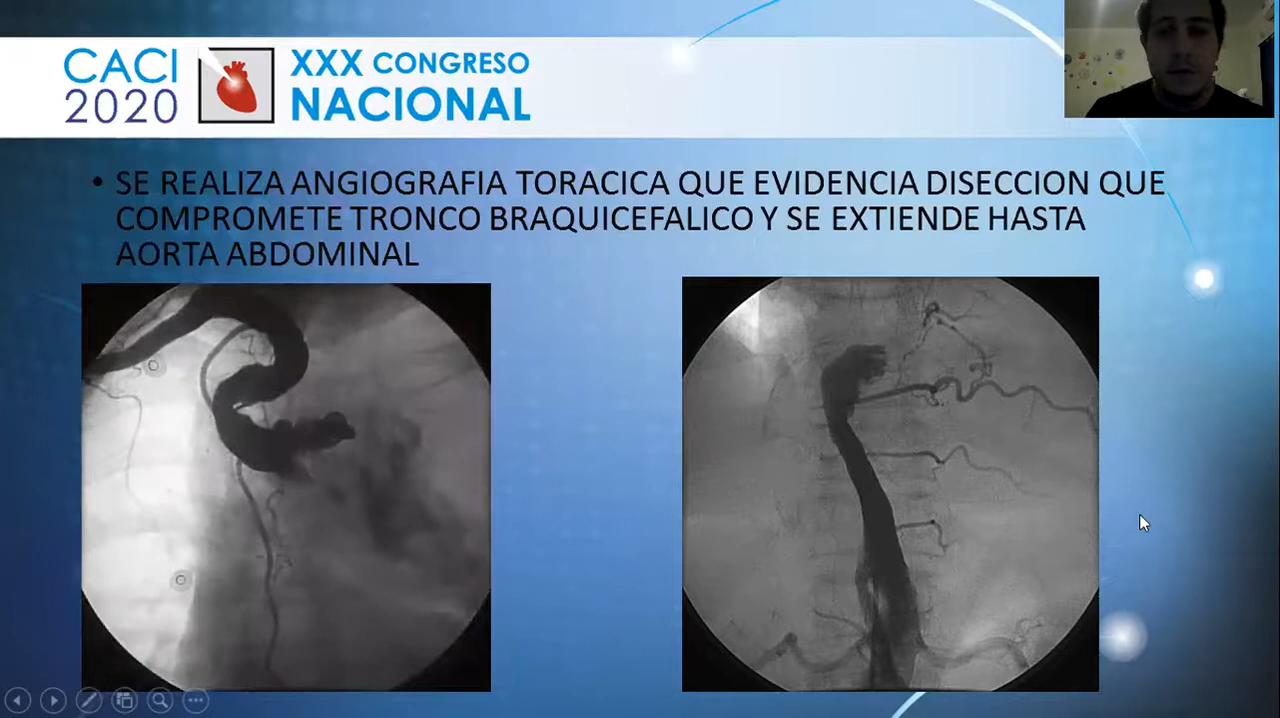 CACI
2020
XXX CONGRESO
NACIONAL
• SE REALIZA ANGIOGRAFIA TORACICA QUE EVIDENCIA DISECCION QUE
COMPROMETE TRONCO BRAQUICEFALICO Y SE EXTIENDE HASTA
AORTA ABDOMINAL